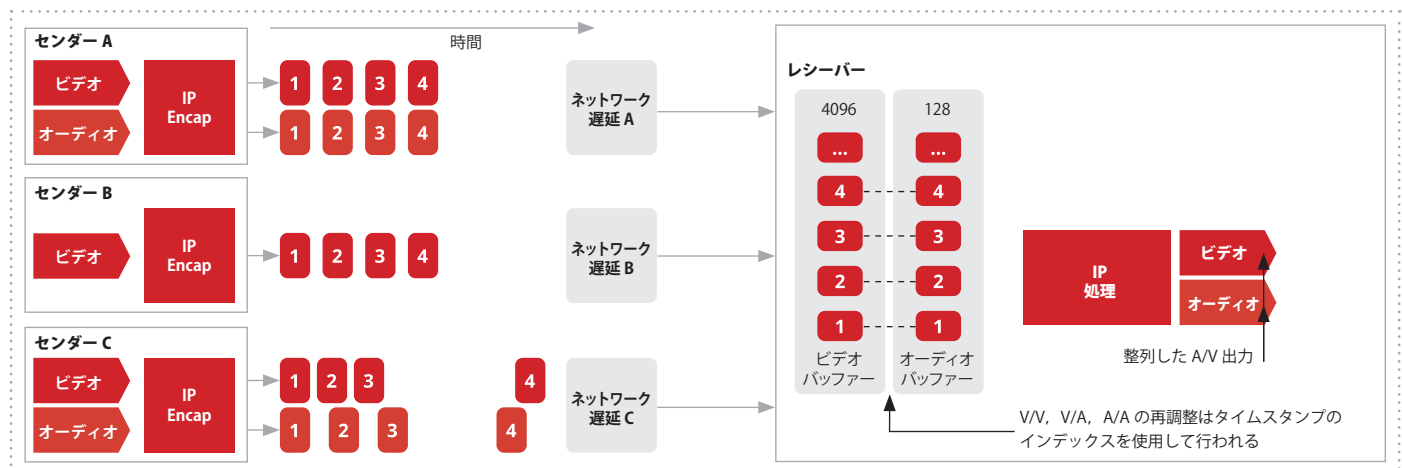 センダー A
ビデオ
オーディオ
IP
Encap
時間
1 2 3 4
1 2 3 4
ネットワーク
遅延 A
センダー B
ビデオ
IP
Encap
1 2 3 4
ネットワーク
遅延 B
センダー C
ビデオ
オーディオ
IP
Encap
1 2 3 4
1 2 3 4
ネットワーク
遅延 C
レシーバー
4096 128
... ...
4 4
3 3
2 2
1 1
ビデオ
バッファー
オーディオ
バッファー
IP
処理
ビデオ
オーディオ
整列した A/V 出力
V/V, V/A, A/A の再調整はタイムスタンプの
インデックスを使用して行われる